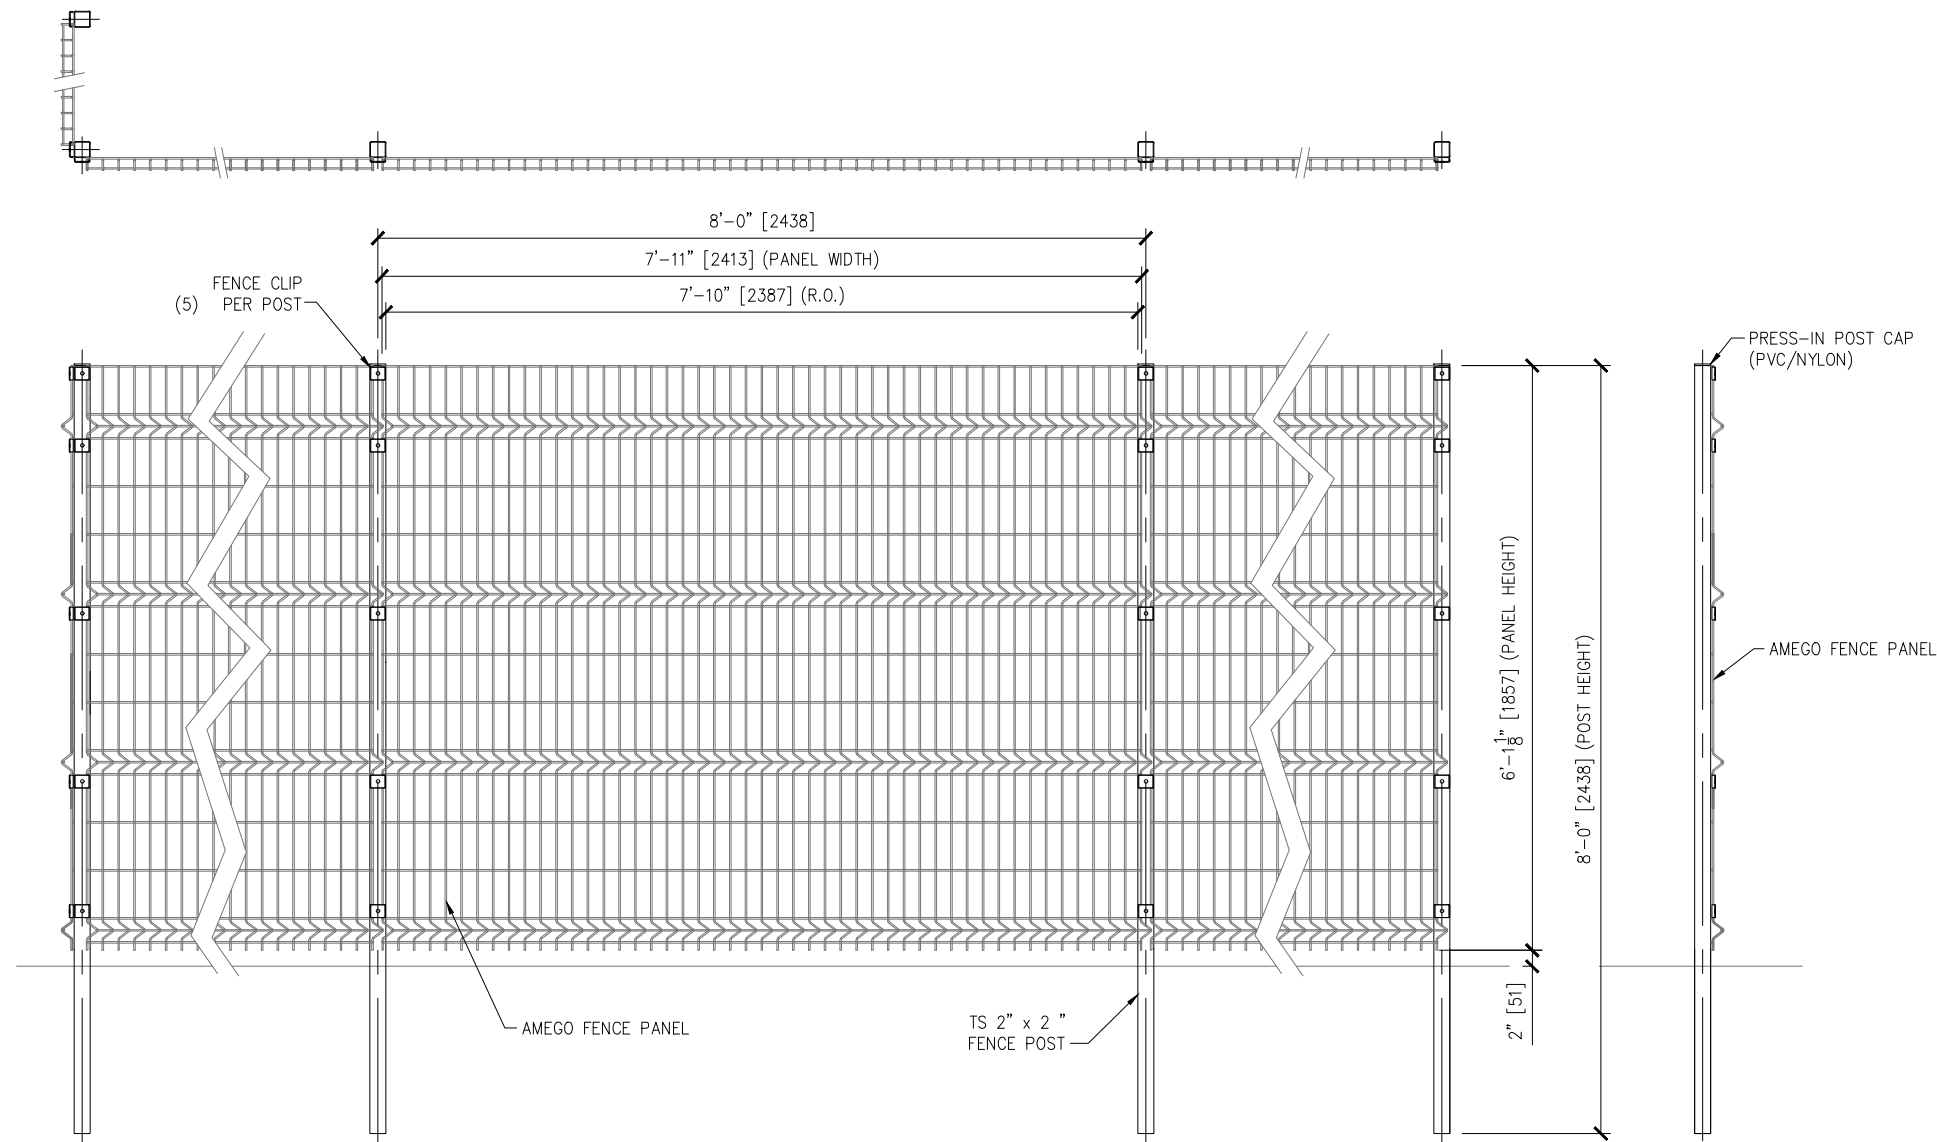 8'-0" [2438]
7'-11" [2413] (PANEL WIDTH)
7'-10" [2387] (R.O.)
FENCE CLIP
(5) PER POST
PRESS-IN POST CAP
(PVC/NYLON)
6'-1 1/8" [1857] (PANEL HEIGHT)
8'-0" [2438] (POST HEIGHT)
AMEGO FENCE PANEL
2" [51]
AMEGO FENCE PANEL
TS 2" x 2 "
FENCE POST